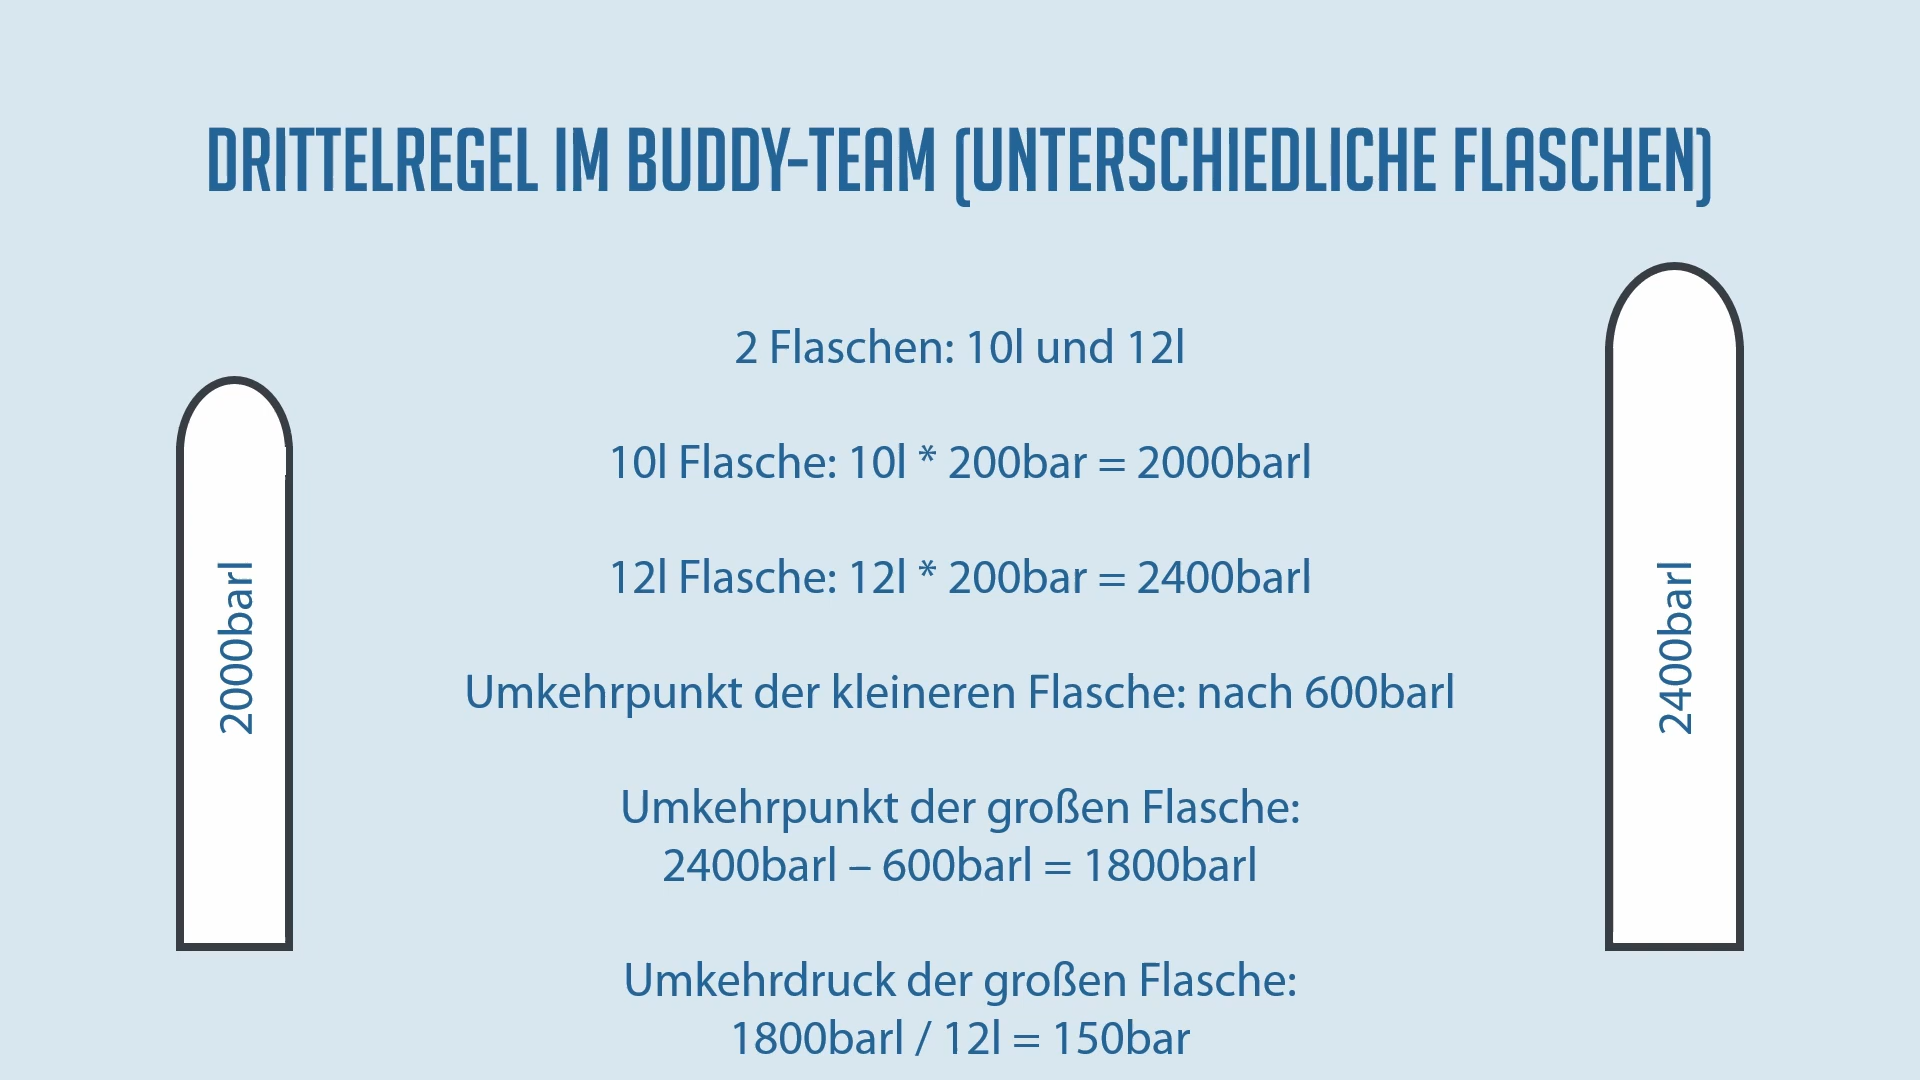 DRITTELREGEL IM BUDDY-TEAM (UNTERSCHIEDLICHE FLASCHEN)
2 Flaschen: 10l und 12l
10l Flasche: 10l * 200bar = 2000barl
12l Flasche: 12l * 200bar = 2400barl
Umkehrpunkt der kleineren Flasche: nach 600barl
Umkehrpunkt der großen Flasche:
2400barl – 600barl = 1800barl
Umkehrdruck der großen Flasche:
1800barl / 12l = 150bar
2000barl
2400barl